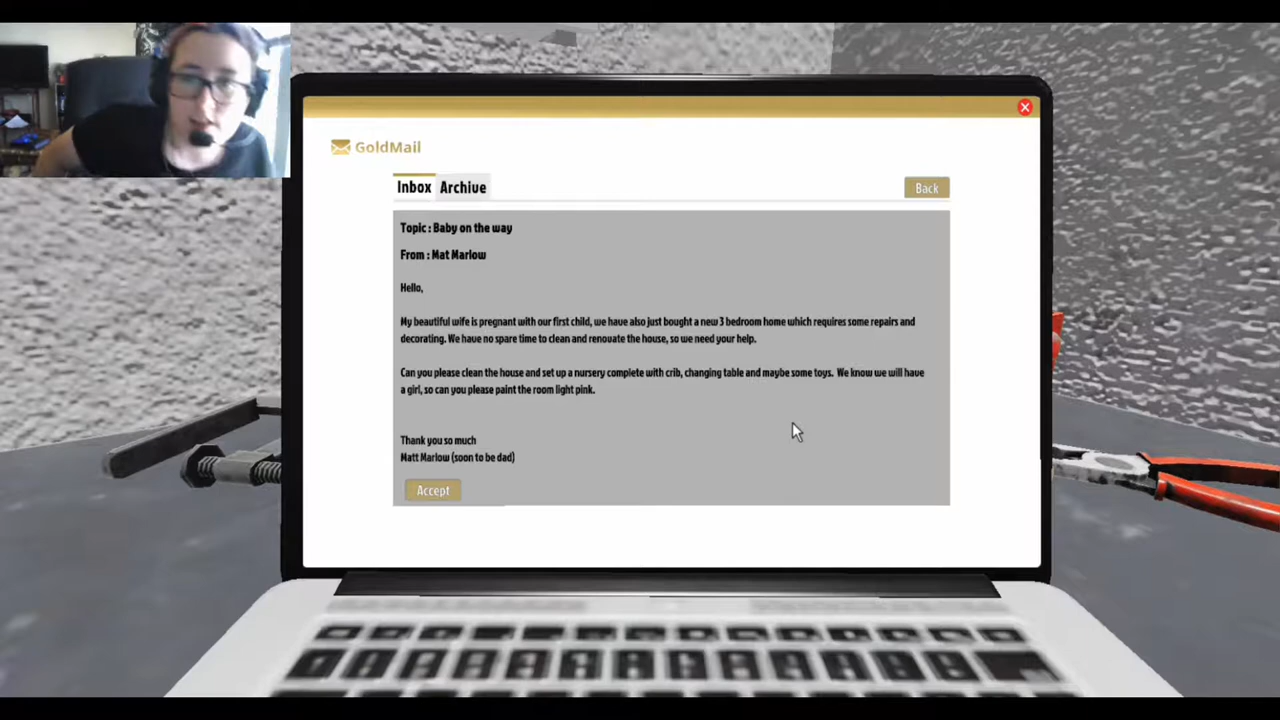 GoldMail
Inbox
Archive
Back
Topic : Baby on the way
From : Mat Marlow
Hello,
My beautiful wife is pregnant with our first child, we have also just bought a new 3 bedroom home which requires some repairs and
decorating. We have no spare time to clean and renovate the house, so we need your help.
Can you please clean the house and set up a nursery complete with crib, changing table and maybe some toys. We know we will have
a girl, so can you please paint the room light pink.
Thank you so much
Matt Marlow (soon to be dad)
Accept